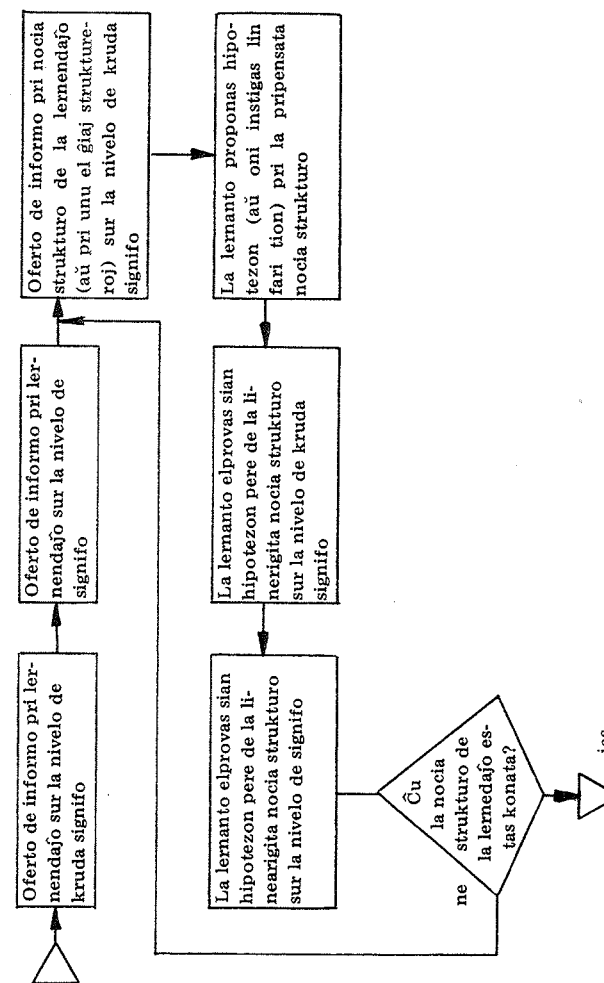 Oferto de informo pri ler-
nendaĵo sur la nivelo de
kruda signifo
Oferto de informo pri ler-
nendaĵo sur la nivelo de
signifo
Oferto de informo pri nocia
strukturo de la lernendaĵo
(aŭ pri unu el ĝiaj strukture-
roj) sur la nivelo de kruda
signifo
La lernanto proponas hipo-
tezon (aŭ oni instigas lin
fari tion) pri la pripensata
nocia strukturo
La lernanto elprovas sian
hipotezon pere de la li-
nerigita nocia strukturo
sur la nivelo de kruda
signifo
La lernanto elprovas sian
hipotezon pere de la li-
nearigita nocia strukturo
sur la nivelo de signifo
Ĉu
la nocia
strukturo de
la lernedaĵo es-
tas konata?
ne
jes